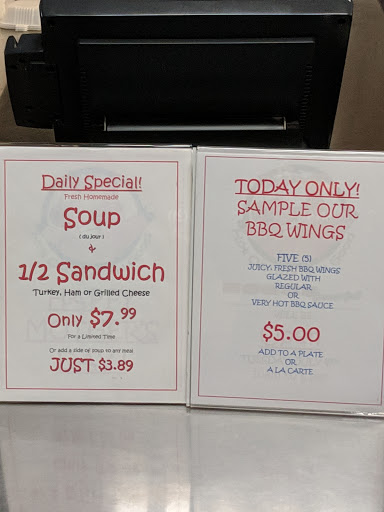 Daily Special!
Fresh Homemade
Soup
( du jour )
&
1/2 Sandwich
Turkey, Ham or Grilled Cheese
Only $7.99
For a Limited Time
Or add a side of soup to any meal
JUST $3.89
TODAY ONLY!
SAMPLE OUR
BBQ WINGS
FIVE (5)
JUICY, FRESH BBQ WINGS
GLAZED WITH
REGULAR
OR
VERY HOT BBQ SAUCE
$5.00
ADD TO A PLATE
OR
A LA CARTE